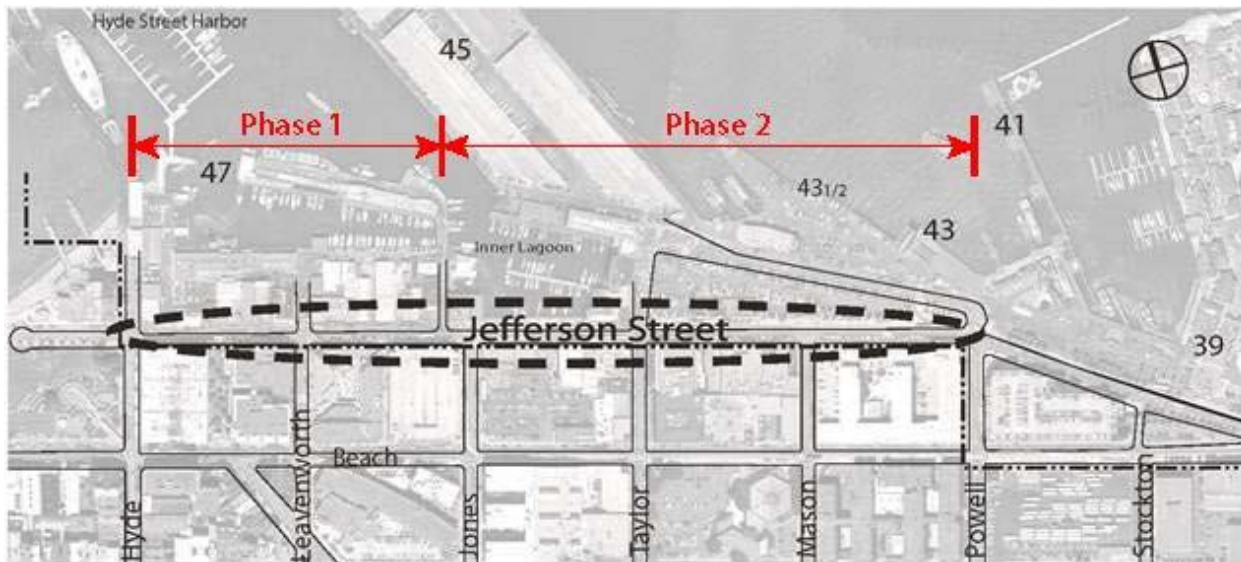 Hyde Street Harbor
45
Phase 1
Phase 2
41
47
43 1/2
43
Inner Lagoon
Jefferson Street
39
Beach
Hyde
Leavenworth
Jones
Taylor
Mason
Powell
Stockton